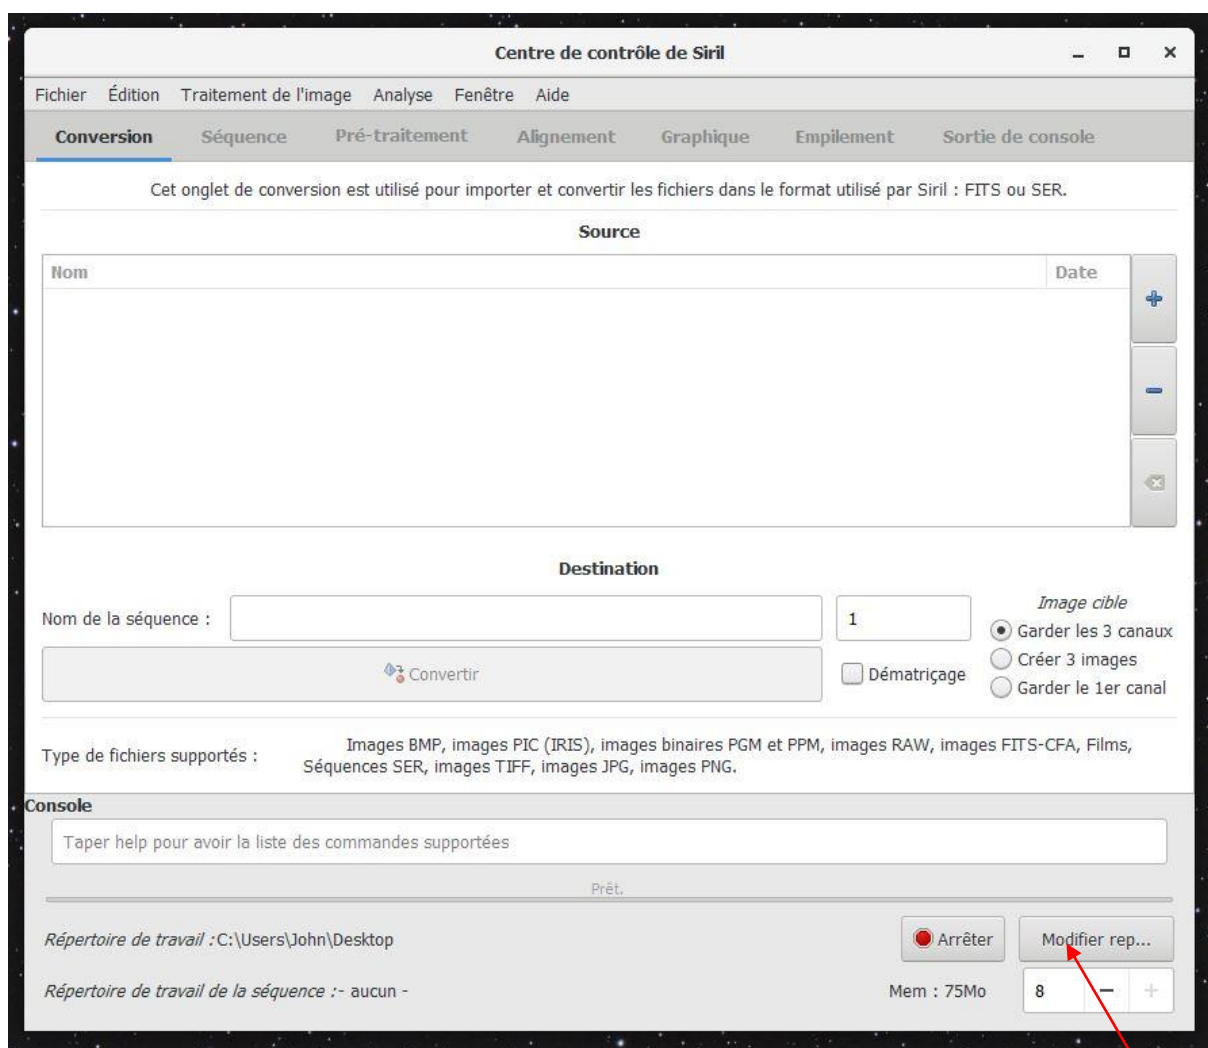 Centre de contrôle de Siril
Fichier Édition Traitement de l'image Analyse Fenêtre Aide
Conversion Séquence Pré-traitement Alignement Graphique Empilement Sortie de console
Cet onglet de conversion est utilisé pour importer et convertir les fichiers dans le format utilisé par Siril : FITS ou SER.
Source
Nom Date
Destination
Nom de la séquence : 1
Image cible
Garder les 3 canaux
Créer 3 images
Garder le 1er canal
Convertir Dématriçage
Type de fichiers supportés : Images BMP, images PIC (IRIS), images binaires PGM et PPM, images RAW, images FITS-CFA, Films,
Séquences SER, images TIFF, images JPG, images PNG.
Console
Taper help pour avoir la liste des commandes supportées
Prêt.
Répertoire de travail :C:\Users\John\Desktop Arrêter Modifier rep...
Répertoire de travail de la séquence :- aucun - Mem : 75Mo 8